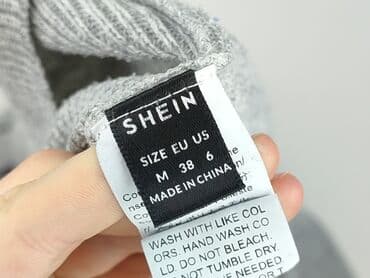 SHEIN
SIZE EU US
M 38 6
MADE IN CHINA
WASH WITH LIKE COL
ORS. HAND WASH CO
LD. DO NOT BLEACH.
DO NOT TUMBLE DRY.